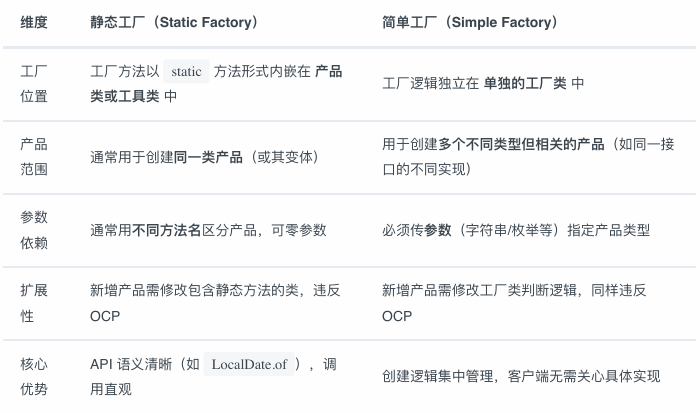 维度 静态工厂（Static Factory） 简单工厂（Simple Factory）
工厂 工厂方法以 static 方法形式内嵌在 产品
位置 类或工具类 中
工厂逻辑独立在 单独的工厂类 中
产品
范围
通常用于创建同一类产品（或其变体）
用于创建多个不同类型但相关的产品（如同一接
口的不同实现）
参数
依赖
通常用不同方法名区分产品，可零参数
必须传参数（字符串/枚举等）指定产品类型
扩展
性
新增产品需修改包含静态方法的类，违反
OCP
新增产品需修改工厂类判断逻辑，同样违反
OCP
核心
优势
API 语义清晰（如 LocalDate.of ），调
用直观
创建逻辑集中管理，客户端无需关心具体实现